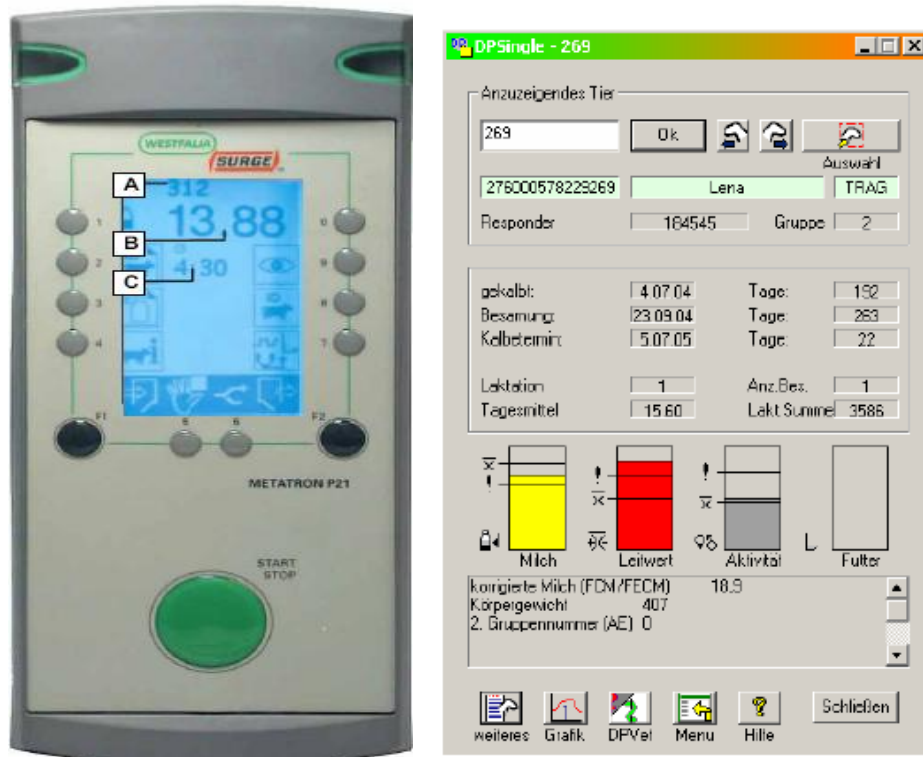 WESTFALIA
SURGE
A
312
B
13.88
C
4:30
1
2
3
4
0
9
8
7
F1
5
6
F2
METATRON P21
START
STOP
DPSingle - 269
Anzuzeigendes Tier
269
Ok
Auswahl
276000578229269
Lena
TRAG
Responder
184545
Gruppe
2
gekalbt:
4.07.04
Tage:
192
Besamung:
23.09.04
Tage:
263
Kalbetermin:
5.07.05
Tage:
22
Laktation
1
Anz.Bes.
1
Tagesmittel
15.60
Lakt Summe
3586
Milch
Leitwert
Aktivität
Futter
korrigierte Milch (FCM/FECM) 18.9
Körpergewicht 407
2. Gruppennummer (AE) 0
weiteres
Grafik
DPVet
Menu
Hilfe
Schließen